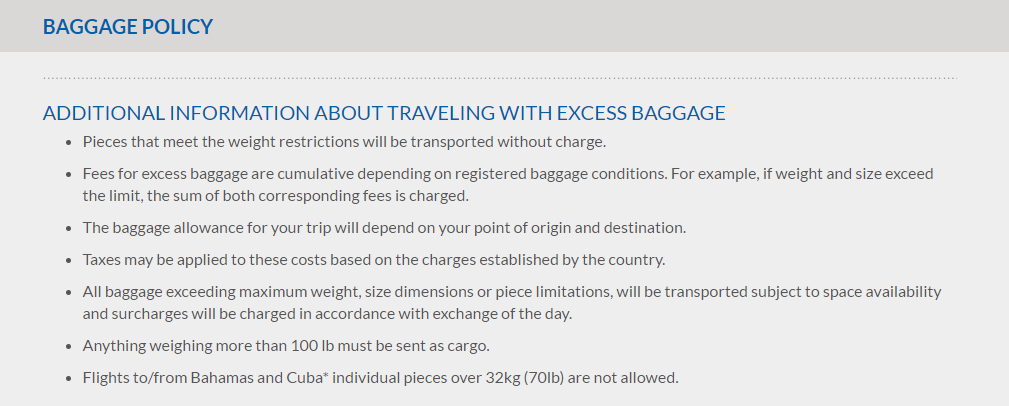 BAGGAGE POLICY
ADDITIONAL INFORMATION ABOUT TRAVELING WITH EXCESS BAGGAGE
• Pieces that meet the weight restrictions will be transported without charge.
• Fees for excess baggage are cumulative depending on registered baggage conditions. For example, if weight and size exceed
the limit, the sum of both corresponding fees is charged.
• The baggage allowance for your trip will depend on your point of origin and destination.
• Taxes may be applied to these costs based on the charges established by the country.
• All baggage exceeding maximum weight, size dimensions or piece limitations, will be transported subject to space availability
and surcharges will be charged in accordance with exchange of the day.
• Anything weighing more than 100 lb must be sent as cargo.
• Flights to/from Bahamas and Cuba* individual pieces over 32kg (70lb) are not allowed.